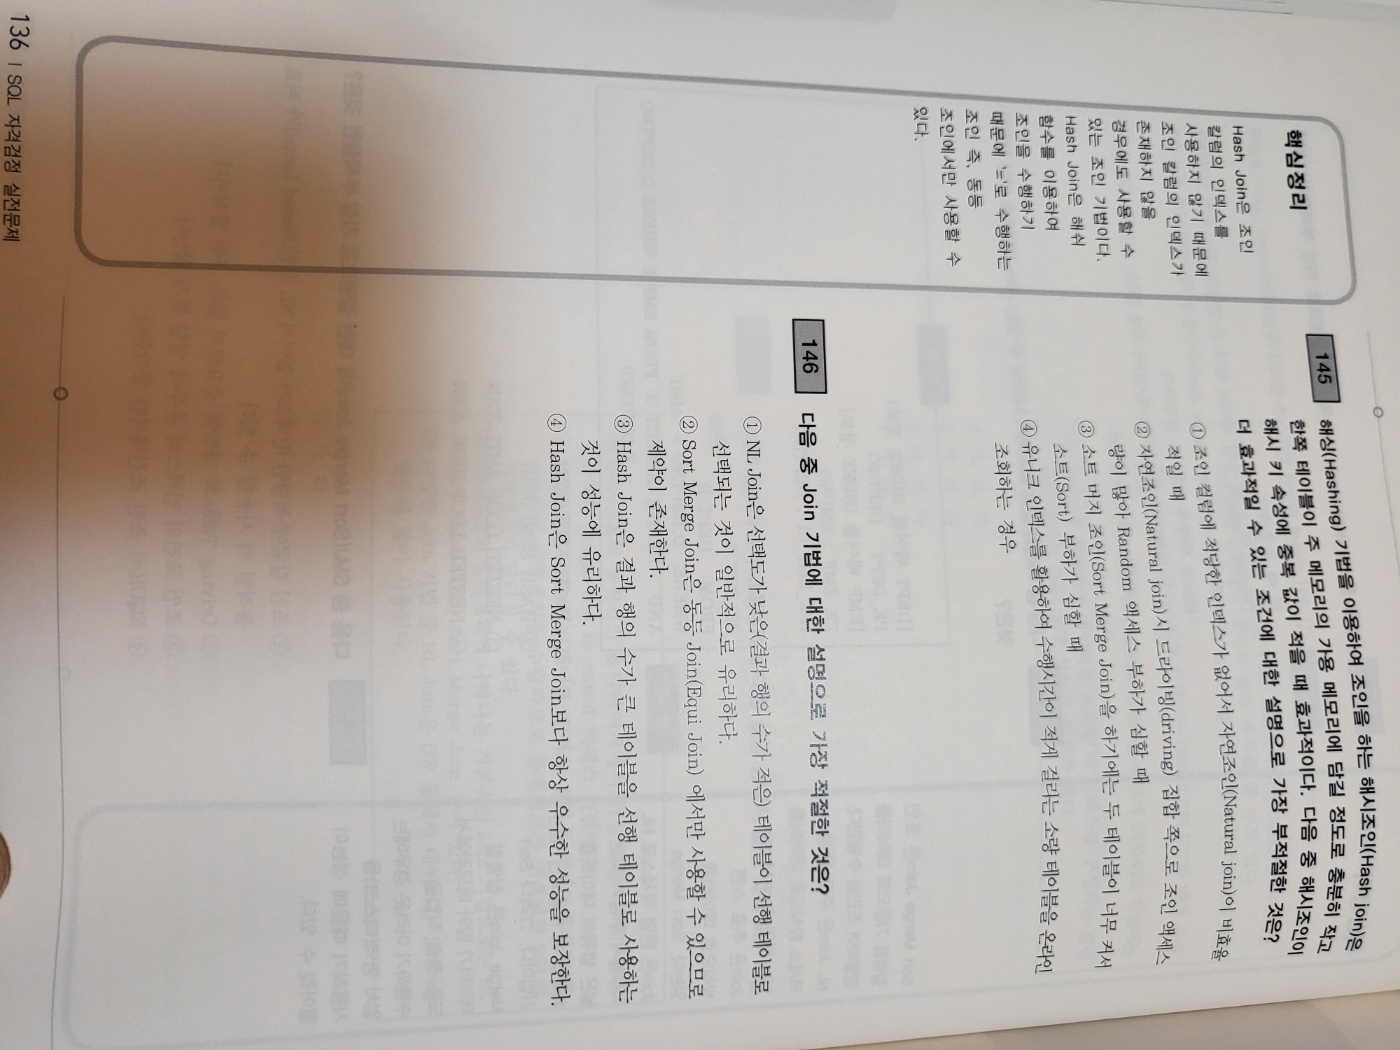 핵심정리
Hash Join은 조인
칼럼의 인덱스를
사용하지 않기 때문에
조인 칼럼의 인덱스가
존재하지 않을
경우에도 사용할 수
있는 조인 기법이다.
Hash Join은 해쉬
함수를 이용하여
조인을 수행하기
때문에 '='로 수행하는
조인 즉, 동등
조인에서만 사용할 수
있다.
145
해싱(Hashing) 기법을 이용하여 조인을 하는 해시조인(Hash join)은
한쪽 테이블이 주 메모리의 가용 메모리에 담길 정도로 충분히 작고
해시 키 속성에 중복 값이 적을 때 효과적이다. 다음 중 해시조인이
더 효과적일 수 있는 조건에 대한 설명으로 가장 부적절한 것은?
① 조인 컬럼에 적당한 인덱스가 없어서 자연조인(Natural join)이 비효율
적일 때
② 자연조인(Natural join)시 드라이빙(driving) 집합 쪽으로 조인 액세스
량이 많아 Random 액세스 부하가 심할 때
③ 소트 머지 조인(Sort Merge Join)을 하기에는 두 테이블이 너무 커서
소트(Sort) 부하가 심할 때
④ 유니크 인덱스를 활용하여 수행시간이 적게 걸리는 소량 테이블을 온라인
조회하는 경우
146
다음 중 Join 기법에 대한 설명으로 가장 적절한 것은?
① NL Join은 선택도가 낮은(결과 행의 수가 적은) 테이블이 선행 테이블로
선택되는 것이 일반적으로 유리하다.
② Sort Merge Join은 동등 Join(Equi Join) 에서만 사용할 수 있으므로
제약이 존재한다.
③ Hash Join은 결과 행의 수가 큰 테이블을 선행 테이블로 사용하는
것이 성능에 유리하다.
④ Hash Join은 Sort Merge Join보다 항상 우수한 성능을 보장한다.
136 | SQL 자격검정 실전문제